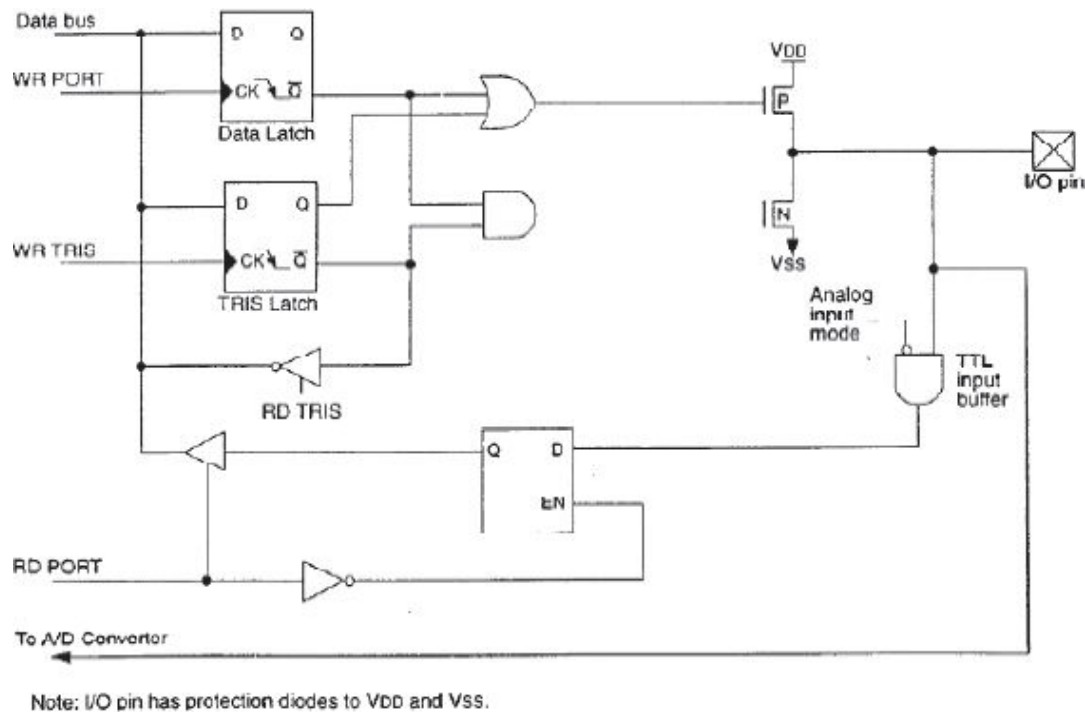 Data bus
D Q
VDD
WR PORT
CK Q
P
Data Latch
I/O pin
D Q
N
WR TRIS
CK Q
VSS
TRIS Latch
Analog
input
mode
TTL
input
buffer
RD TRIS
Q D
EN
RD PORT
To A/D Converter
Note: I/O pin has protection diodes to VDD and VSS.